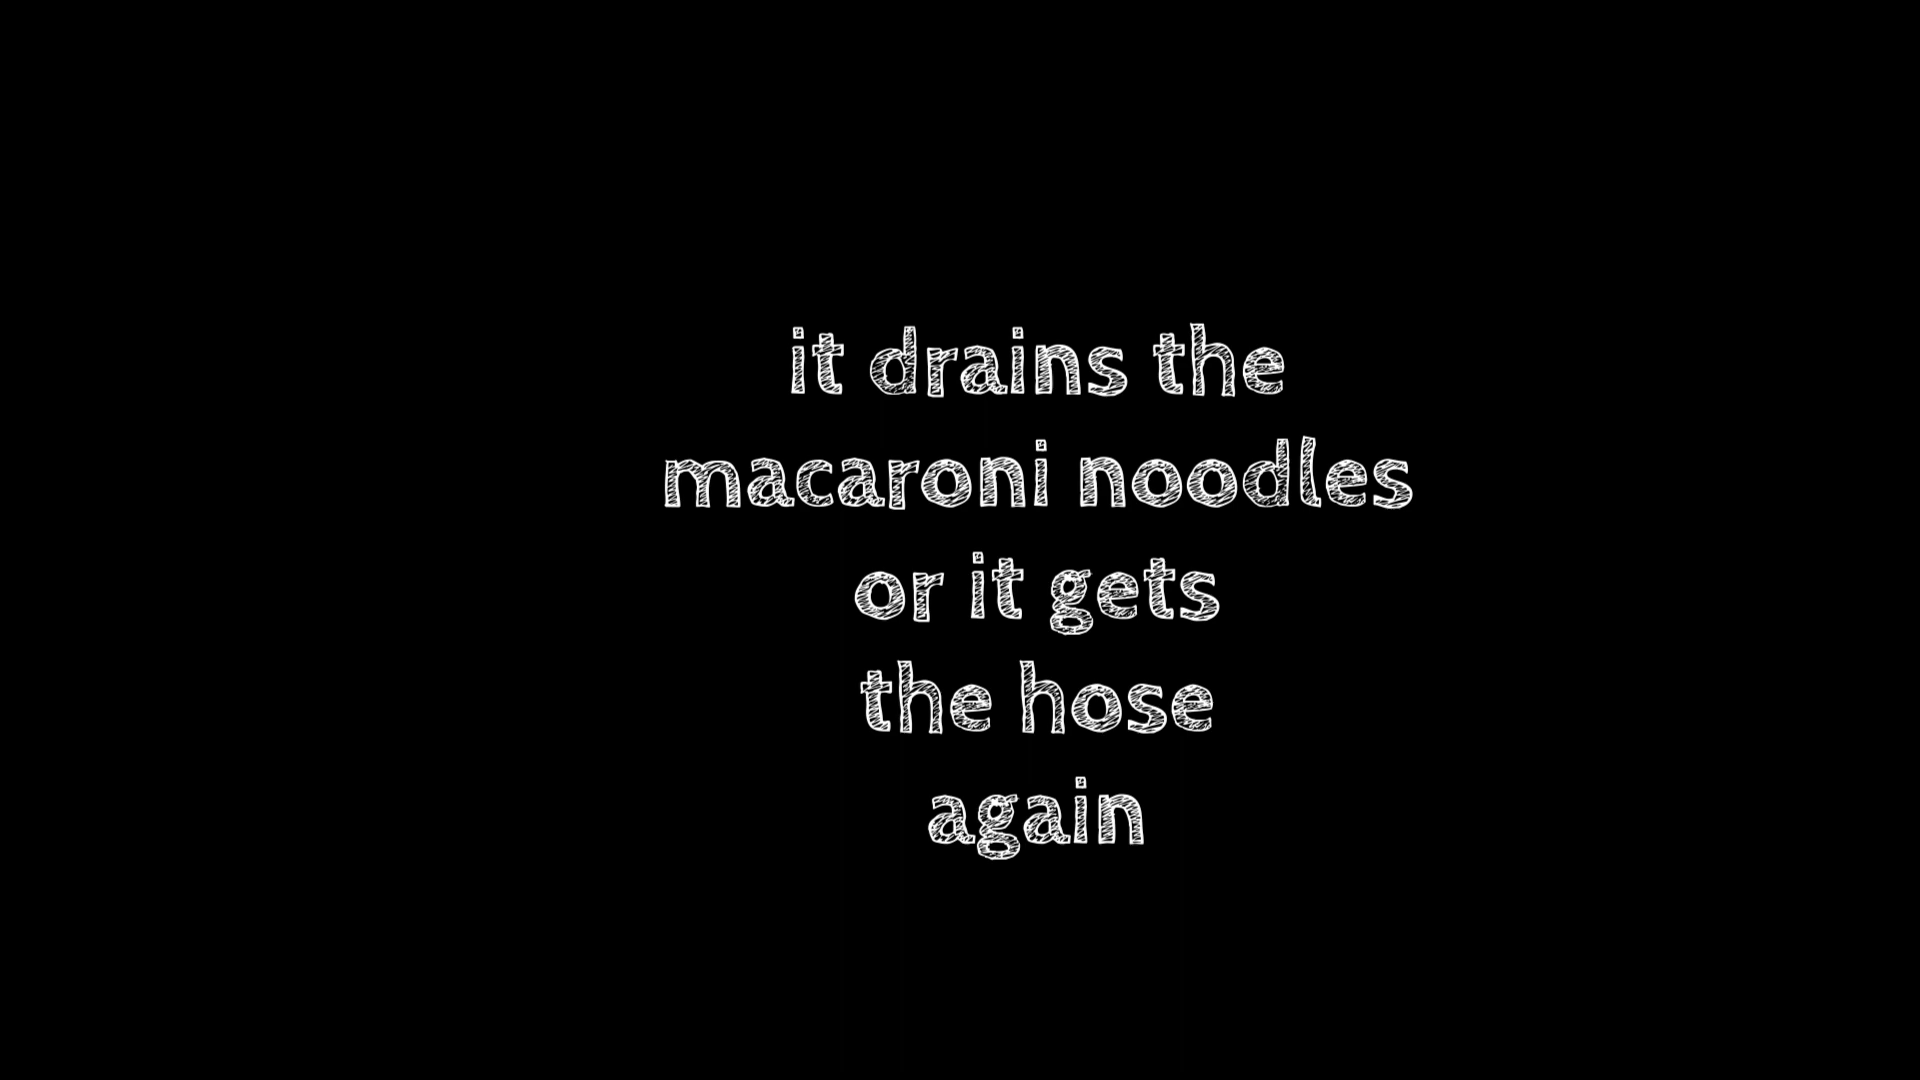 it drains the
macaroni noodles
or it gets
the hose
again